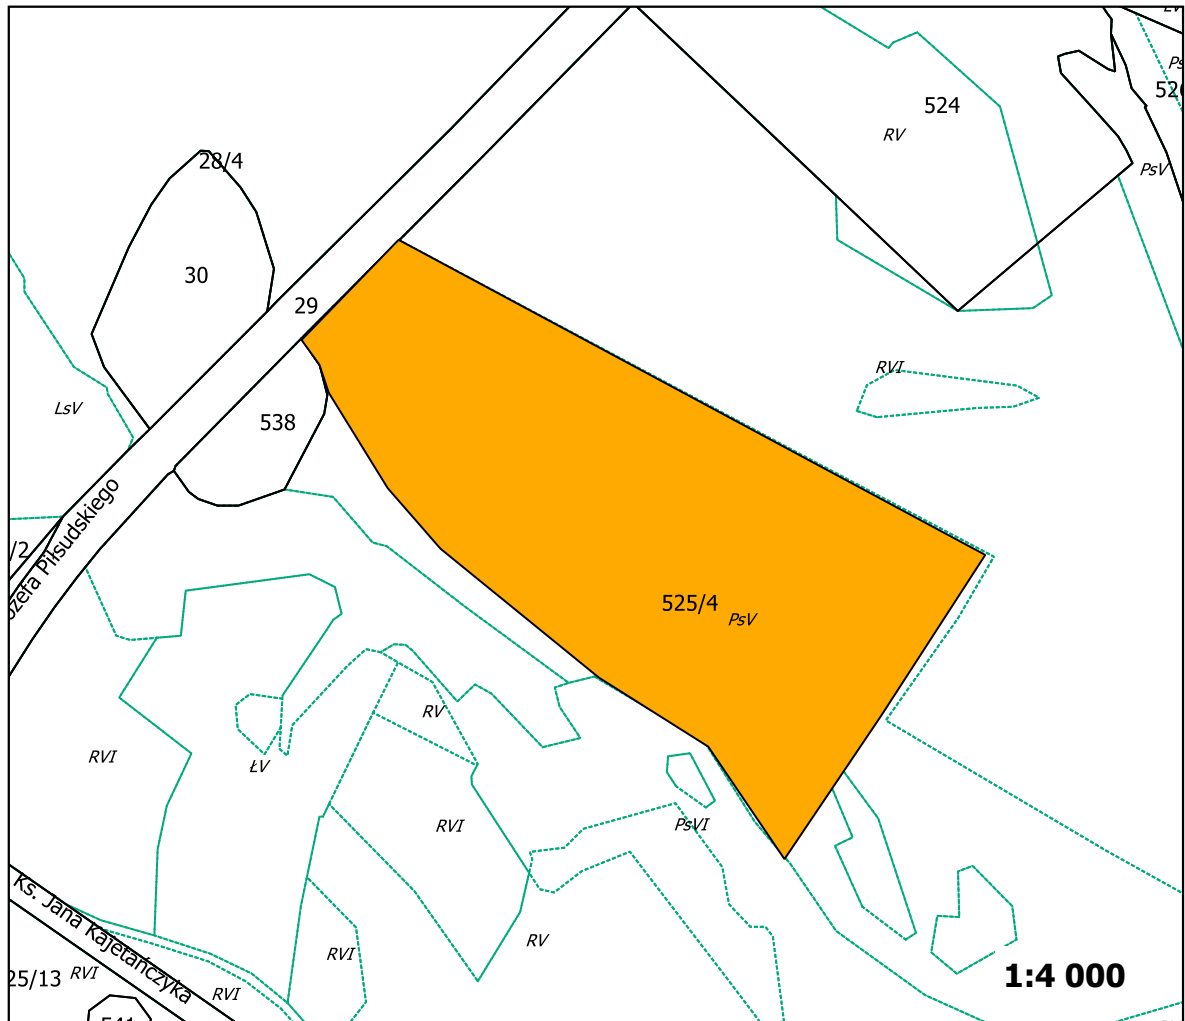 524
RV
PsV
28/4
30
29
RVI
LsV
538
/2
Piłsudskiego
525/4
PsV
RV
RVI
ŁV
RVI
PsVI
RV
Ks. Jana Kajetańczyka
RVI
25/13
RVI
RVI
1:4 000